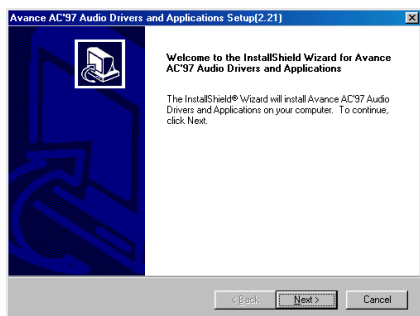 Avance AC'97 Audio Drivers and Applications Setup(2.21)
Welcome to the InstallShield Wizard for Avance
AC'97 Audio Drivers and Applications
The InstallShield® Wizard will install Avance AC'97 Audio
Drivers and Applications on your computer. To continue,
click Next.
< Back
Next >
Cancel